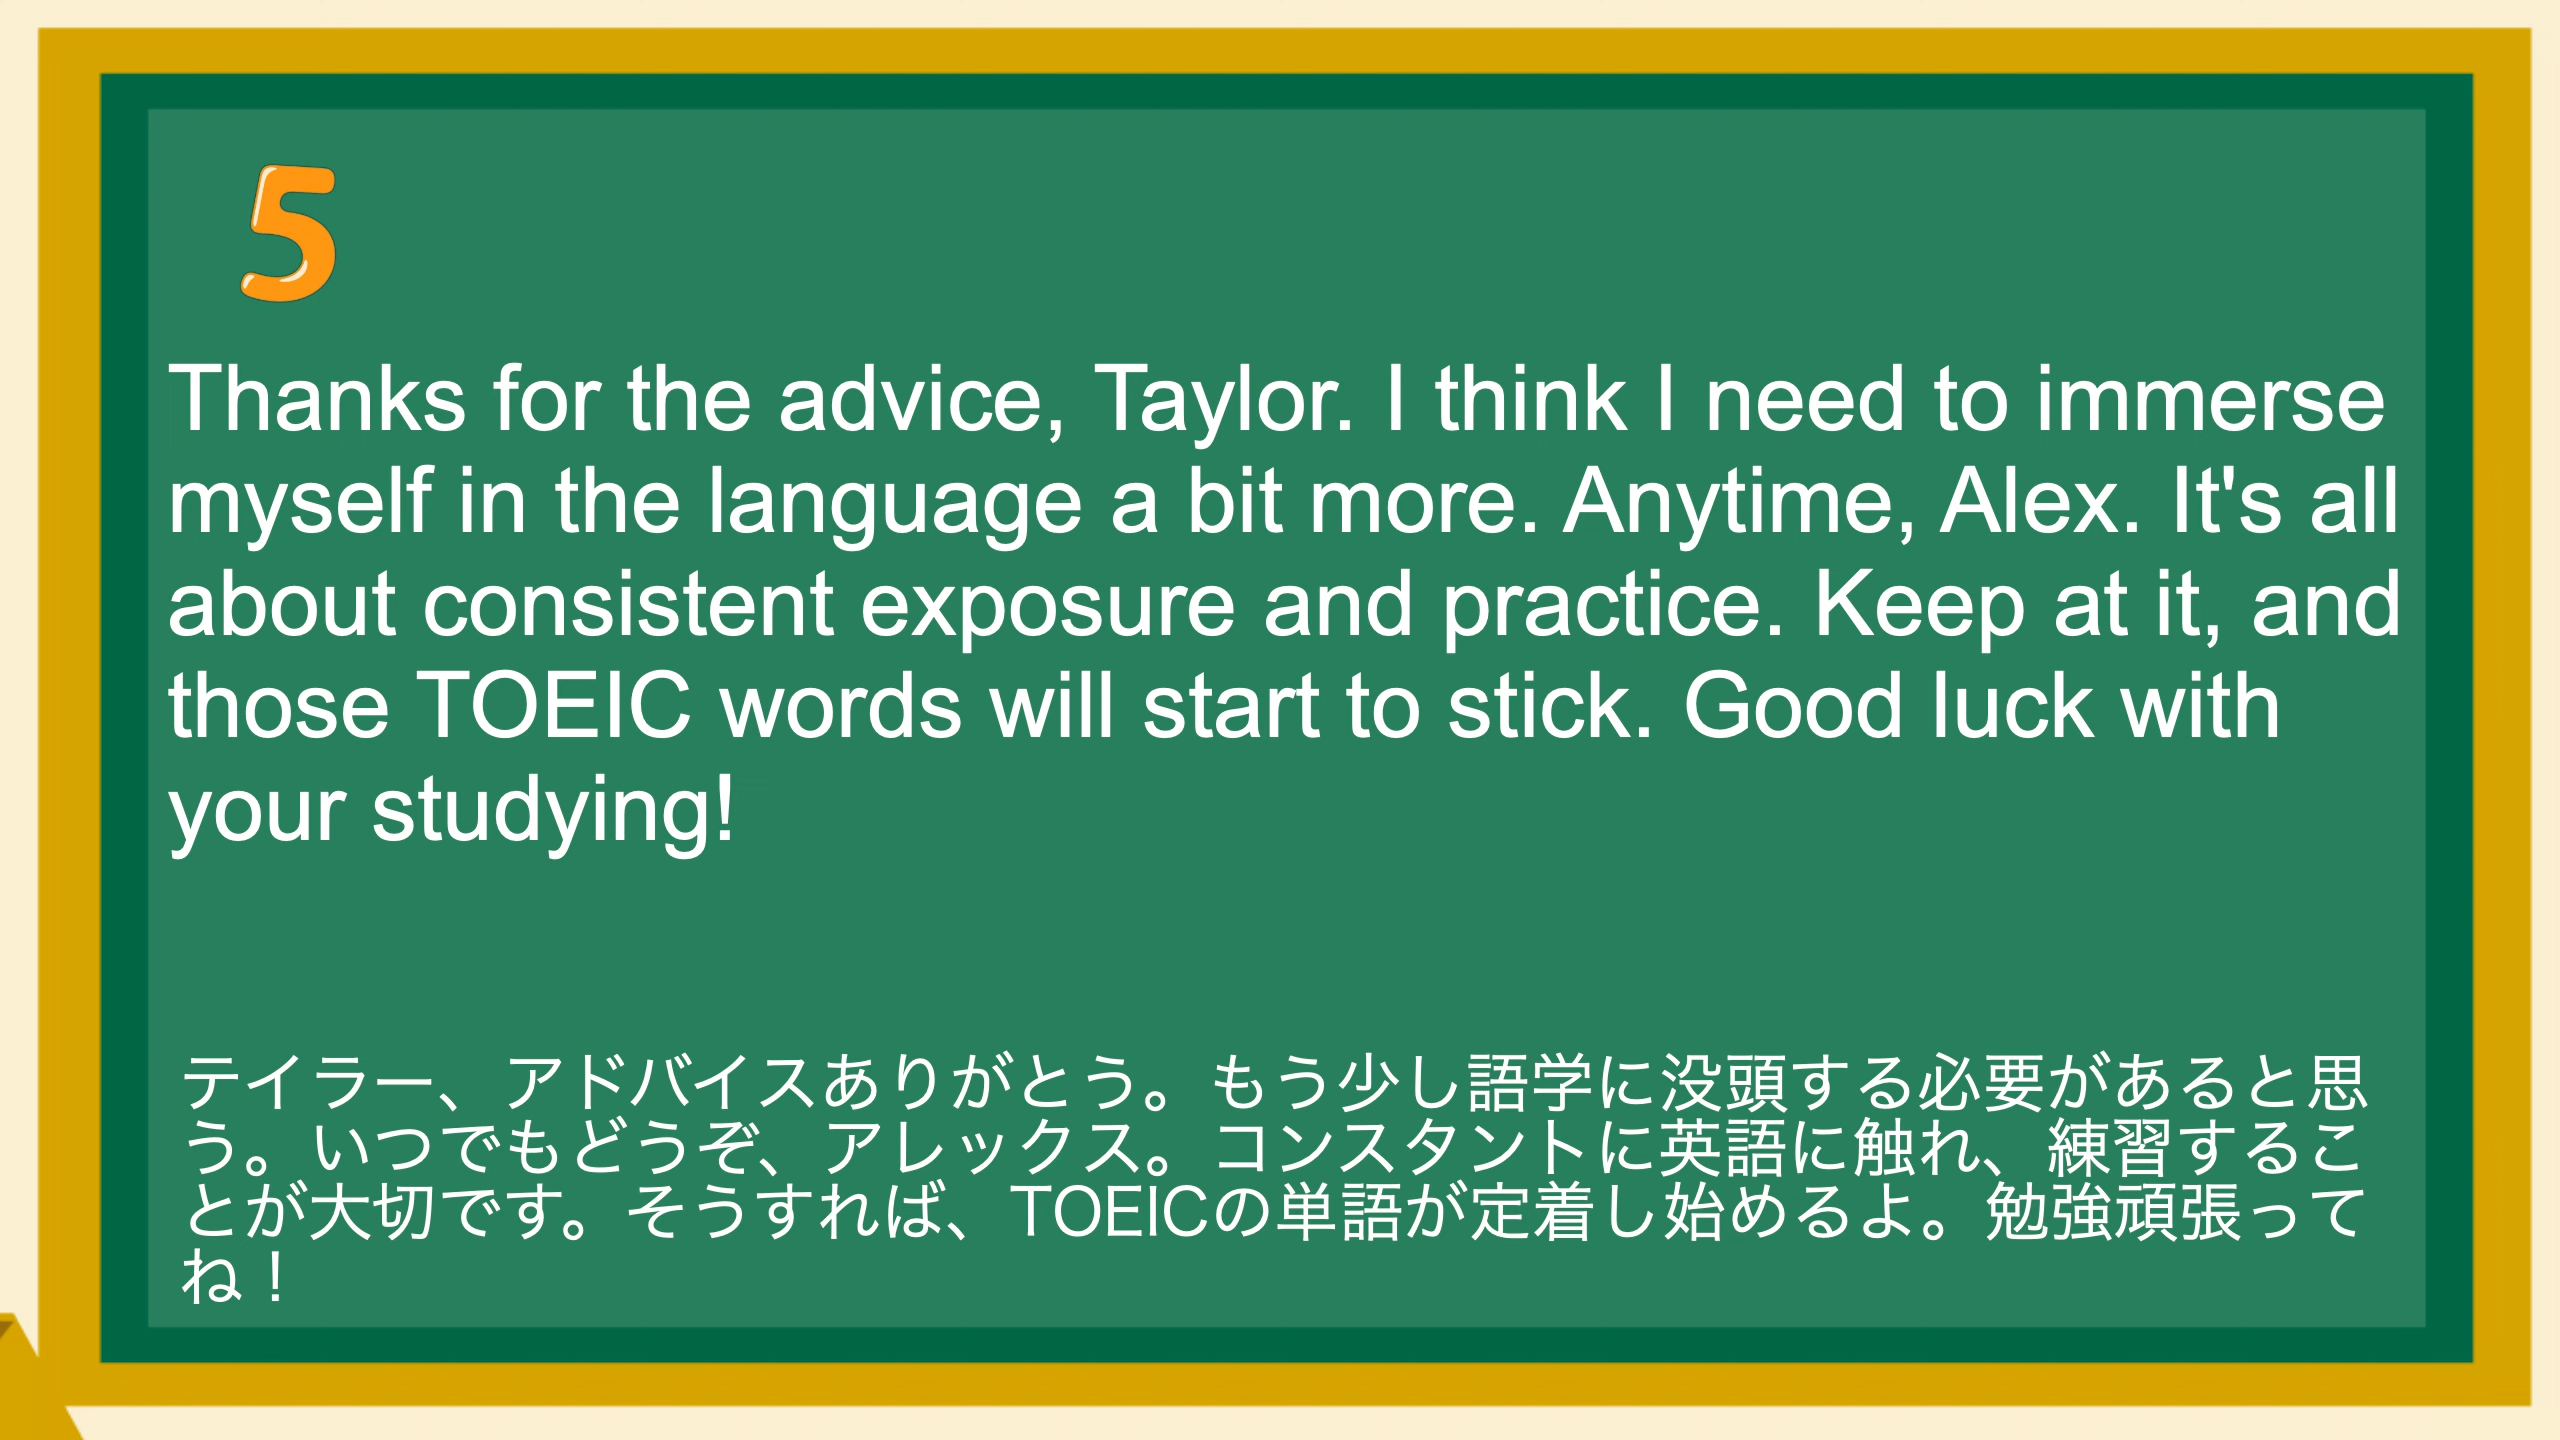 5
Thanks for the advice, Taylor. I think I need to immerse
myself in the language a bit more. Anytime, Alex. It's all
about consistent exposure and practice. Keep at it, and
those TOEIC words will start to stick. Good luck with
your studying!
テイラー、アドバイスありがとう。もう少し語学に没頭する必要があると思
う。いつでもどうぞ、アレックス。コンスタントに英語に触れ、練習するこ
とが大切です。そうすれば、TOEICの単語が定着し始めるよ。勉強頑張って
ね！